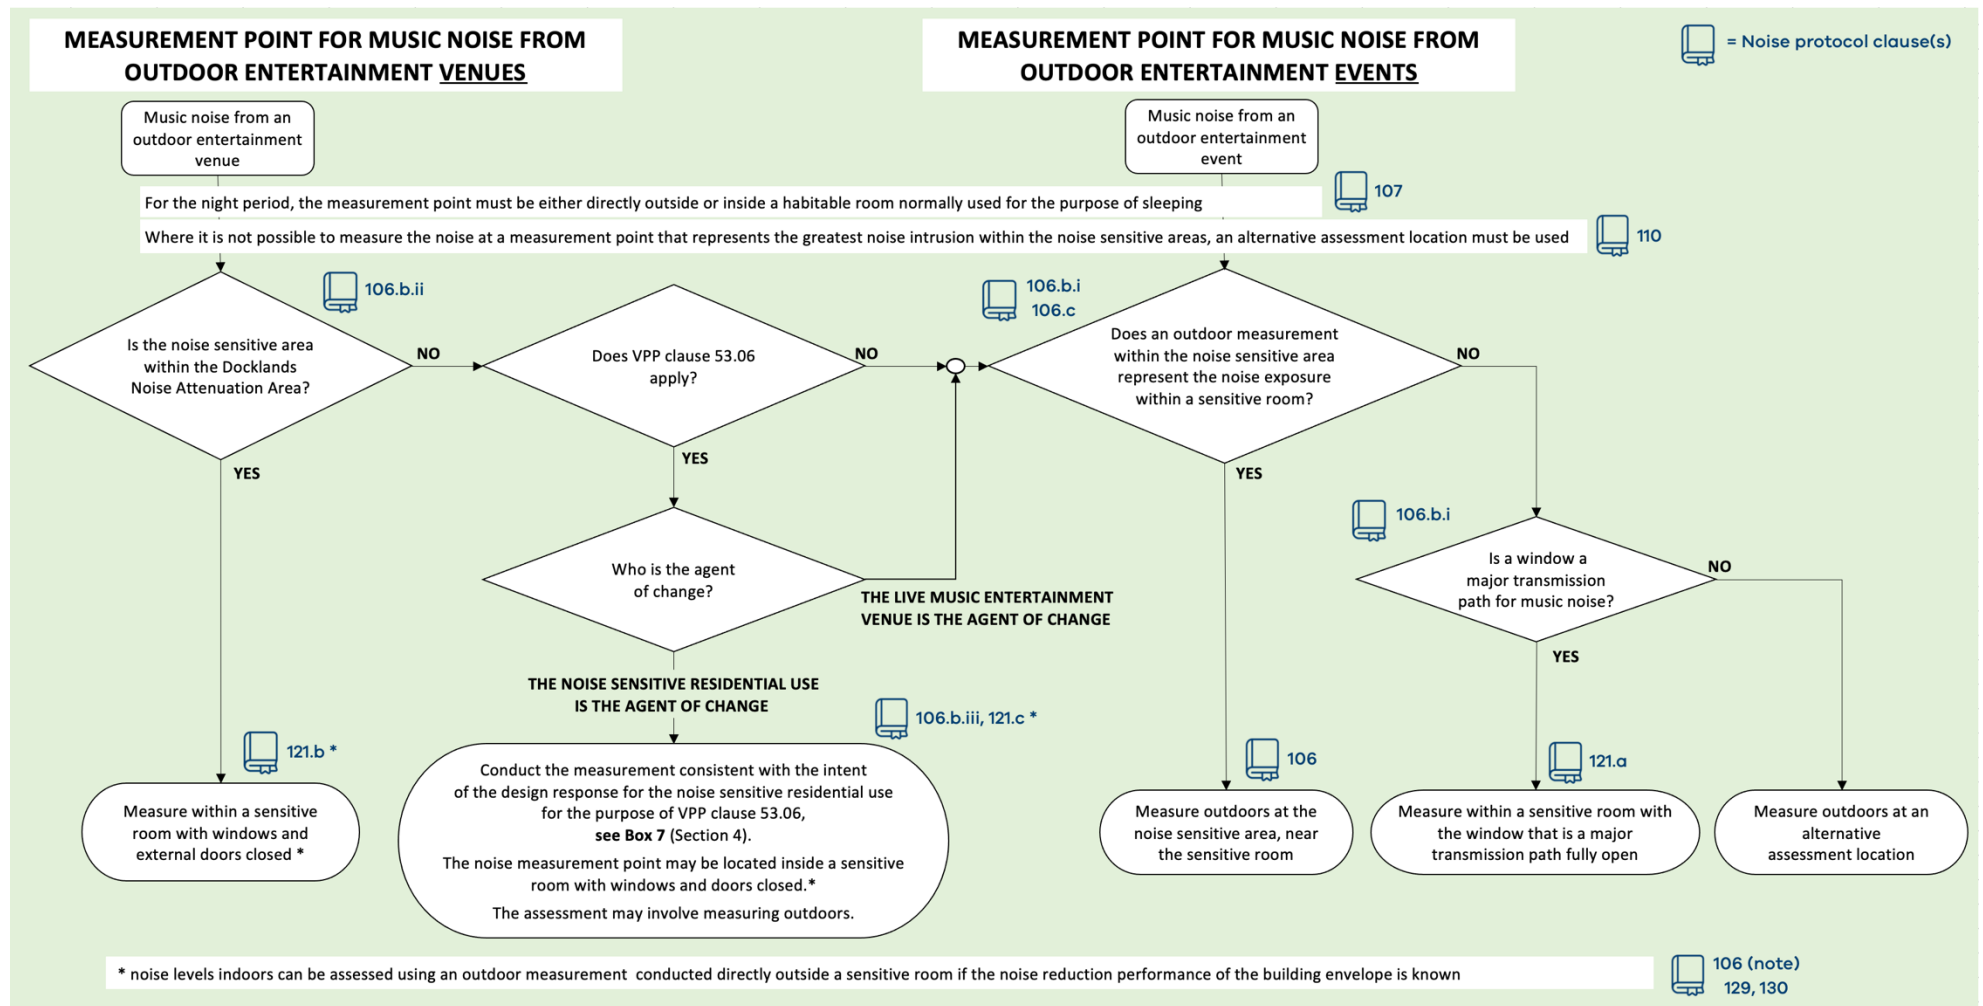 MEASUREMENT POINT FOR MUSIC NOISE FROM
OUTDOOR ENTERTAINMENT VENUES
MEASUREMENT POINT FOR MUSIC NOISE FROM
OUTDOOR ENTERTAINMENT EVENTS
= Noise protocol clause(s)
Music noise from an
outdoor entertainment
venue
Music noise from an
outdoor entertainment
event
For the night period, the measurement point must be either directly outside or inside a habitable room normally used for the purpose of sleeping
107
Where it is not possible to measure the noise at a measurement point that represents the greatest noise intrusion within the noise sensitive areas, an alternative assessment location must be used
110
106.b.ii
Is the noise sensitive area
within the Docklands
Noise Attenuation Area?
NO
YES
Does VPP clause 53.06
apply?
NO
YES
106.b.i
106.c
Does an outdoor measurement
within the noise sensitive area
represent the noise exposure
within a sensitive room?
NO
YES
Who is the agent
of change?
THE LIVE MUSIC ENTERTAINMENT
VENUE IS THE AGENT OF CHANGE
THE NOISE SENSITIVE RESIDENTIAL USE
IS THE AGENT OF CHANGE
106.b.i
Is a window a
major transmission
path for music noise?
NO
YES
121.b *
Measure within a sensitive
room with windows and
external doors closed *
106.b.iii, 121.c *
Conduct the measurement consistent with the intent
of the design response for the noise sensitive residential use
for the purpose of VPP clause 53.06,
see Box 7 (Section 4).
The noise measurement point may be located inside a sensitive
room with windows and doors closed.*
The assessment may involve measuring outdoors.
106
Measure outdoors at the
noise sensitive area, near
the sensitive room
121.a
Measure within a sensitive room with
the window that is a major
transmission path fully open
Measure outdoors at an
alternative
assessment location
* noise levels indoors can be assessed using an outdoor measurement conducted directly outside a sensitive room if the noise reduction performance of the building envelope is known
106 (note)
129, 130